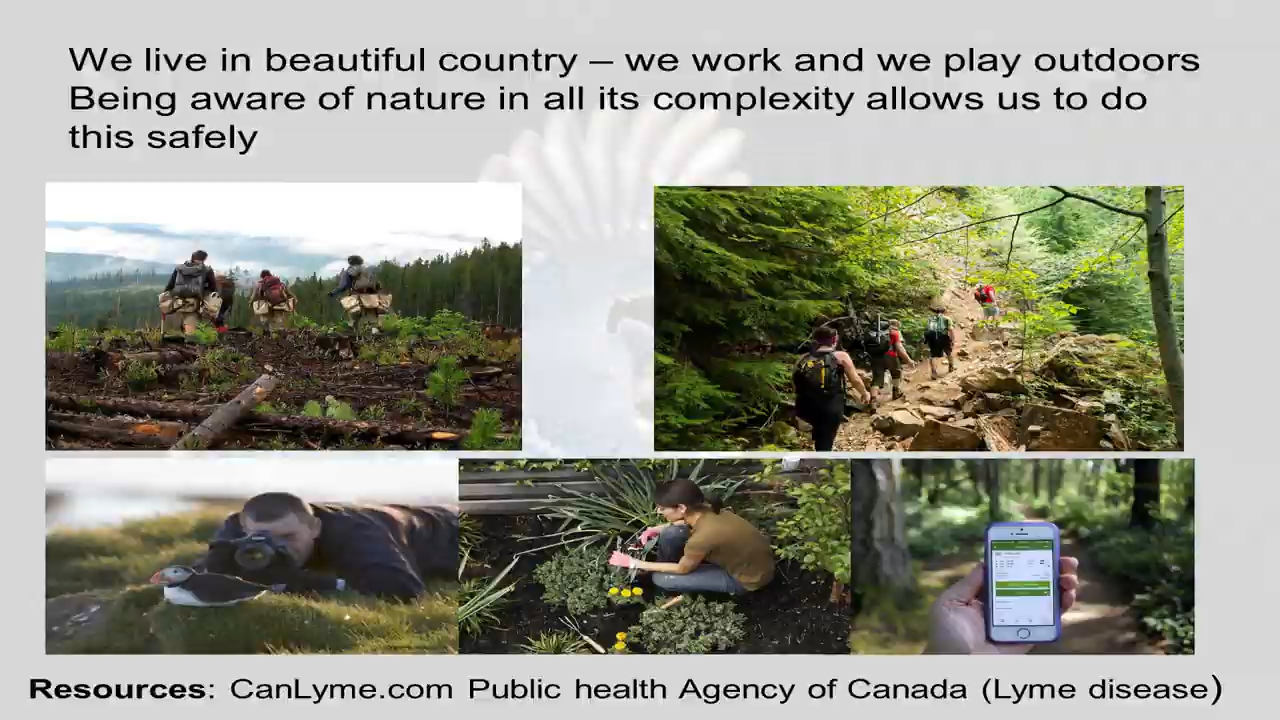 We live in beautiful country – we work and we play outdoors
Being aware of nature in all its complexity allows us to do
this safely
Resources: CanLyme.com Public health Agency of Canada (Lyme disease)